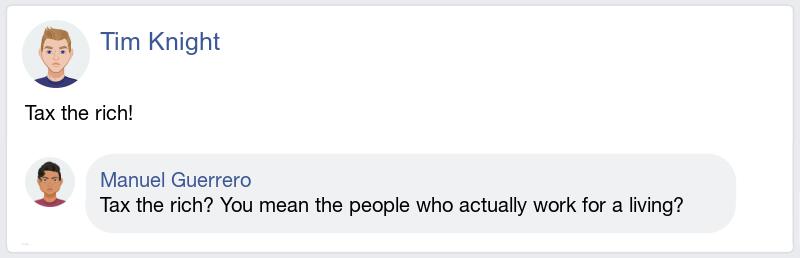 Tim Knight
Tax the rich!
Manuel Guerrero
Tax the rich? You mean the people who actually work for a living?